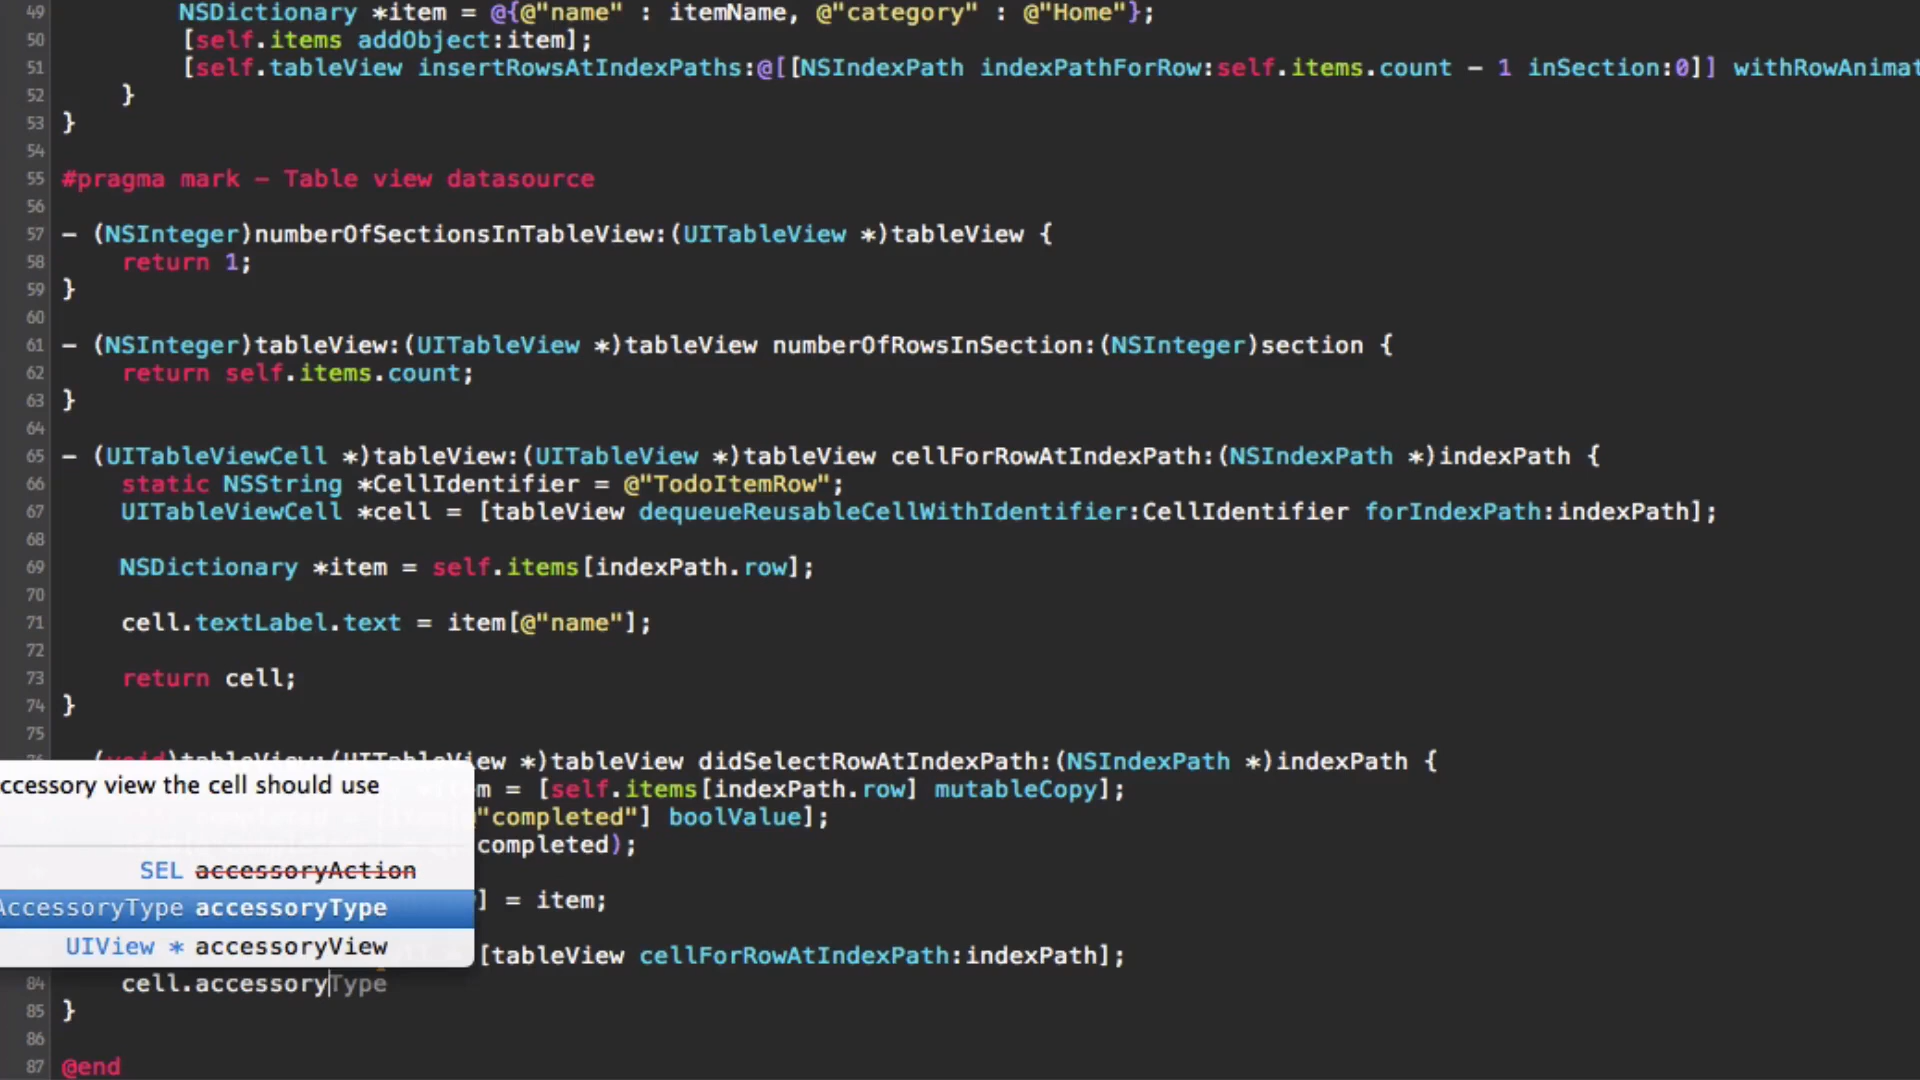 49 NSDictionary *item = @{@"name" : itemName, @"category" : @"Home"};
50 [self.items addObject:item];
51 [self.tableView insertRowsAtIndexPaths:@[[NSIndexPath indexPathForRow:self.items.count - 1 inSection:0]] withRowAnimat
52 }
53 }
54
55 #pragma mark - Table view datasource
56
57 - (NSInteger)numberOfSectionsInTableView:(UITableView *)tableView {
58 return 1;
59 }
60
61 - (NSInteger)tableView:(UITableView *)tableView numberOfRowsInSection:(NSInteger)section {
62 return self.items.count;
63 }
64
65 - (UITableViewCell *)tableView:(UITableView *)tableView cellForRowAtIndexPath:(NSIndexPath *)indexPath {
66 static NSString *CellIdentifier = @"TodoItemRow";
67 UITableViewCell *cell = [tableView dequeueReusableCellWithIdentifier:CellIdentifier forIndexPath:indexPath];
68
69 NSDictionary *item = self.items[indexPath.row];
70
71 cell.textLabel.text = item[@"name"];
72
73 return cell;
74 }
75
(void)tableView:(UITableView *)tableView didSelectRowAtIndexPath:(NSIndexPath *)indexPath {
ccessory view the cell should use
= [self.items[indexPath.row] mutableCopy];
"completed"] boolValue];
completed);
SEL accessoryAction
] = item;
AccessoryType accessoryType
UIView * accessoryView
[tableView cellForRowAtIndexPath:indexPath];
84 cell.accessoryType
85 }
86
87 @end